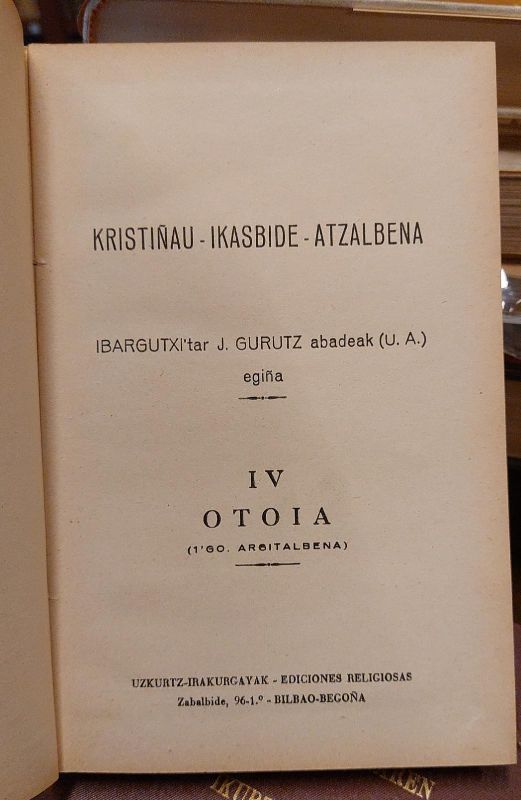 KRISTIÑAU - IKASBIDE - ATZALBENA
IBARGUTXI'tar J. GURUTZ abadeak (U. A.)
egiña
IV
OTOIA
(1'GO. ARGITALBENA)
UZKURTZ-IRAKURGAYAK - EDICIONES RELIGIOSAS
Zabalbide, 96-1.º - BILBAO-BEGOÑA